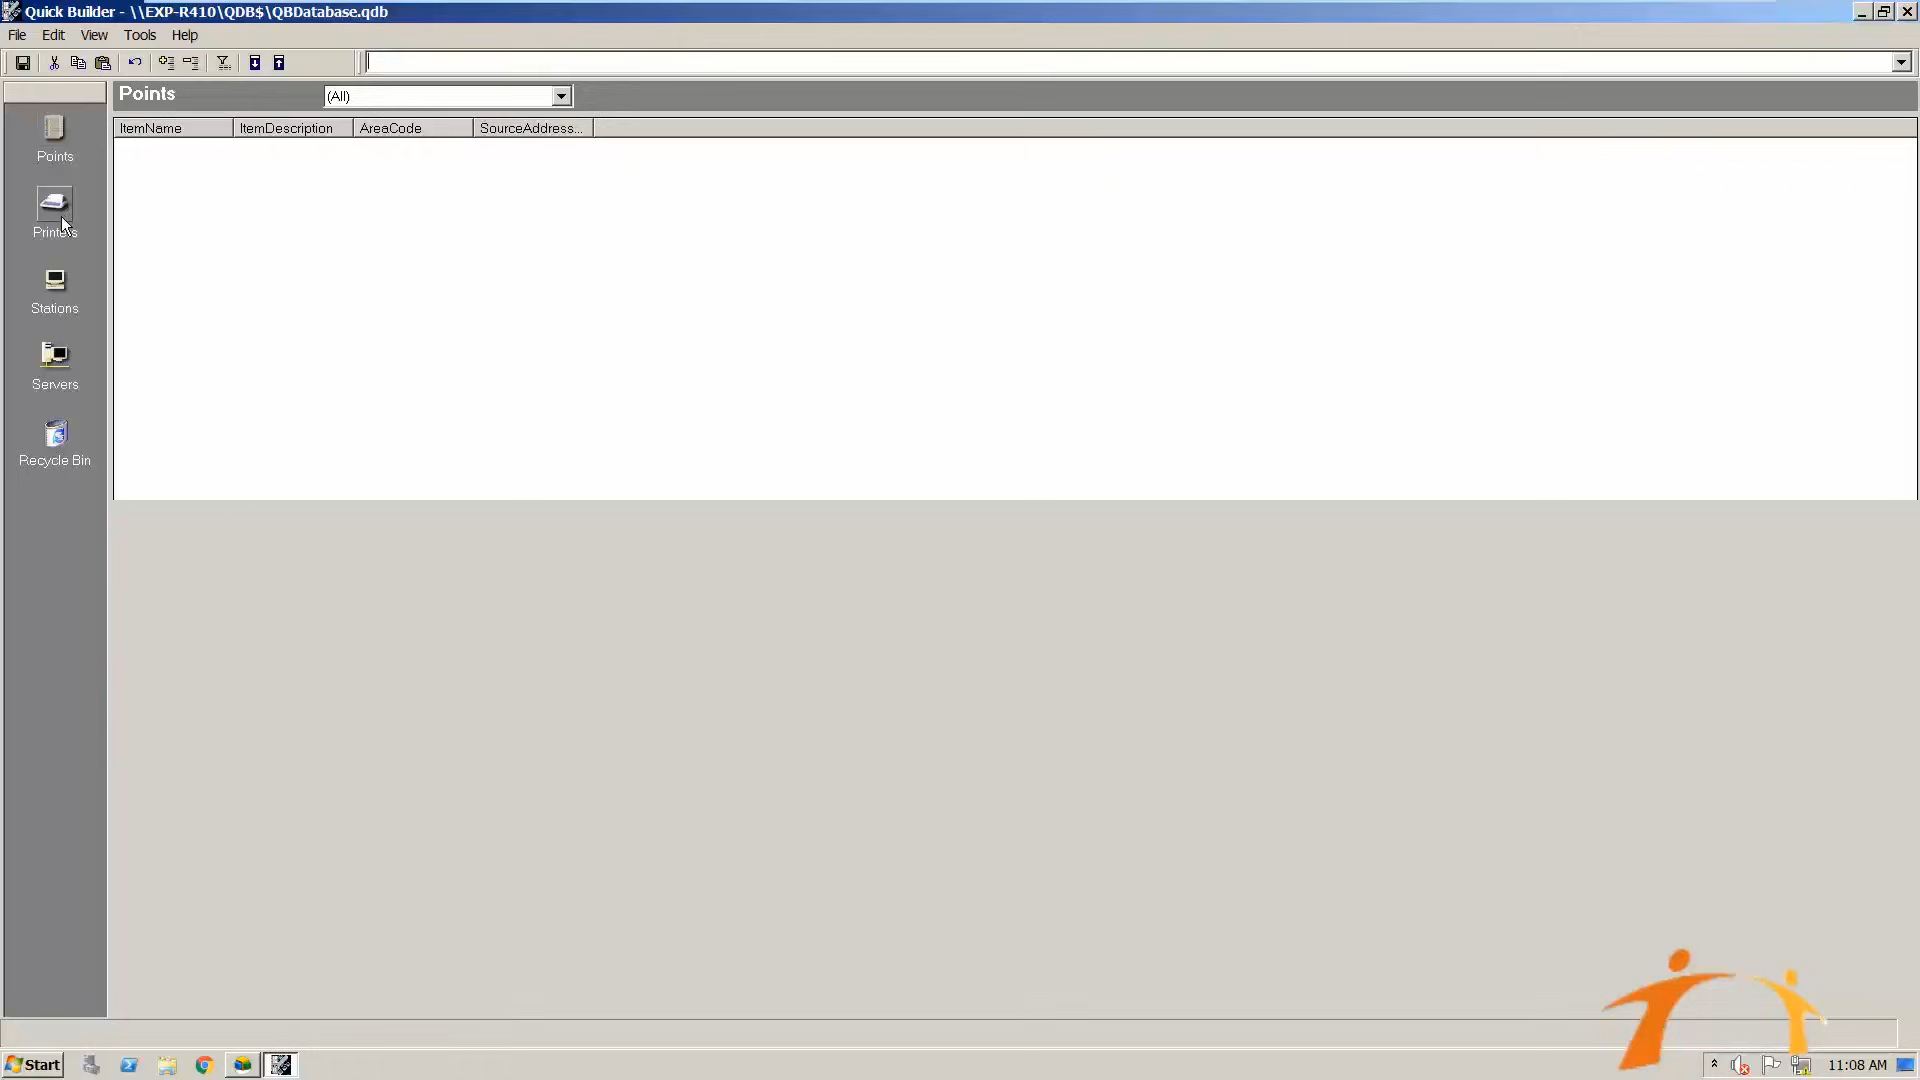 Quick Builder - \\EXP-R410\QDB$\QBDatabase.qdb
File Edit View Tools Help
Points (All)
ItemName ItemDescription AreaCode SourceAddress...
Points
Printers
Stations
Servers
Recycle Bin
Start 11:08 AM